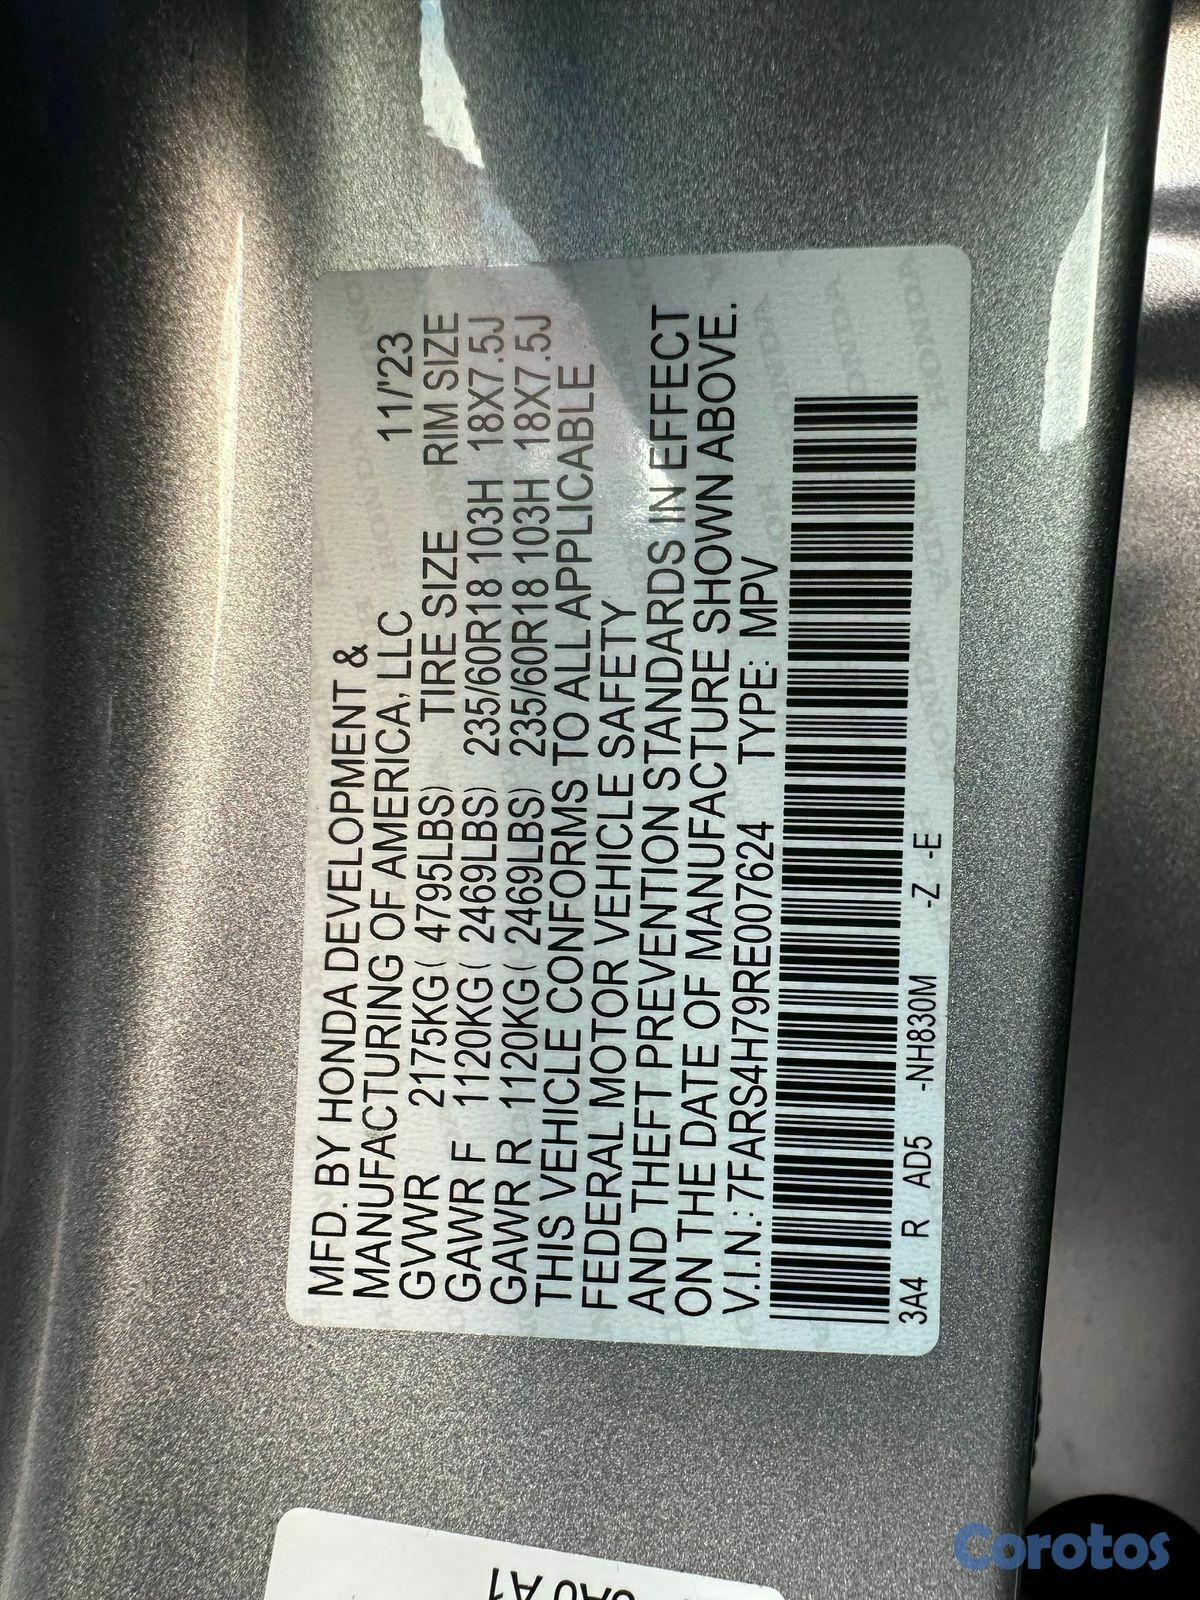 MFD. BY HONDA DEVELOPMENT &
MANUFACTURING OF AMERICA, LLC 11/'23
GVWR 2175KG( 4795LBS) TIRE SIZE RIM SIZE
GAWR F 1120KG( 2469LBS) 235/60R18 103H 18X7.5J
GAWR R 1120KG( 2469LBS) 235/60R18 103H 18X7.5J
THIS VEHICLE CONFORMS TO ALL APPLICABLE
FEDERAL MOTOR VEHICLE SAFETY
AND THEFT PREVENTION STANDARDS IN EFFECT
ON THE DATE OF MANUFACTURE SHOWN ABOVE.
V.I.N.: 7FARS4H79RE007624 TYPE: MPV
3A4 R AD5 -NH830M -Z -E
A1
Corotos